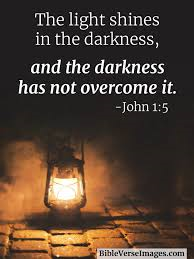 The light shines
in the darkness,
and the darkness
has not overcome it.
-John 1:5
BibleVerseImages.com